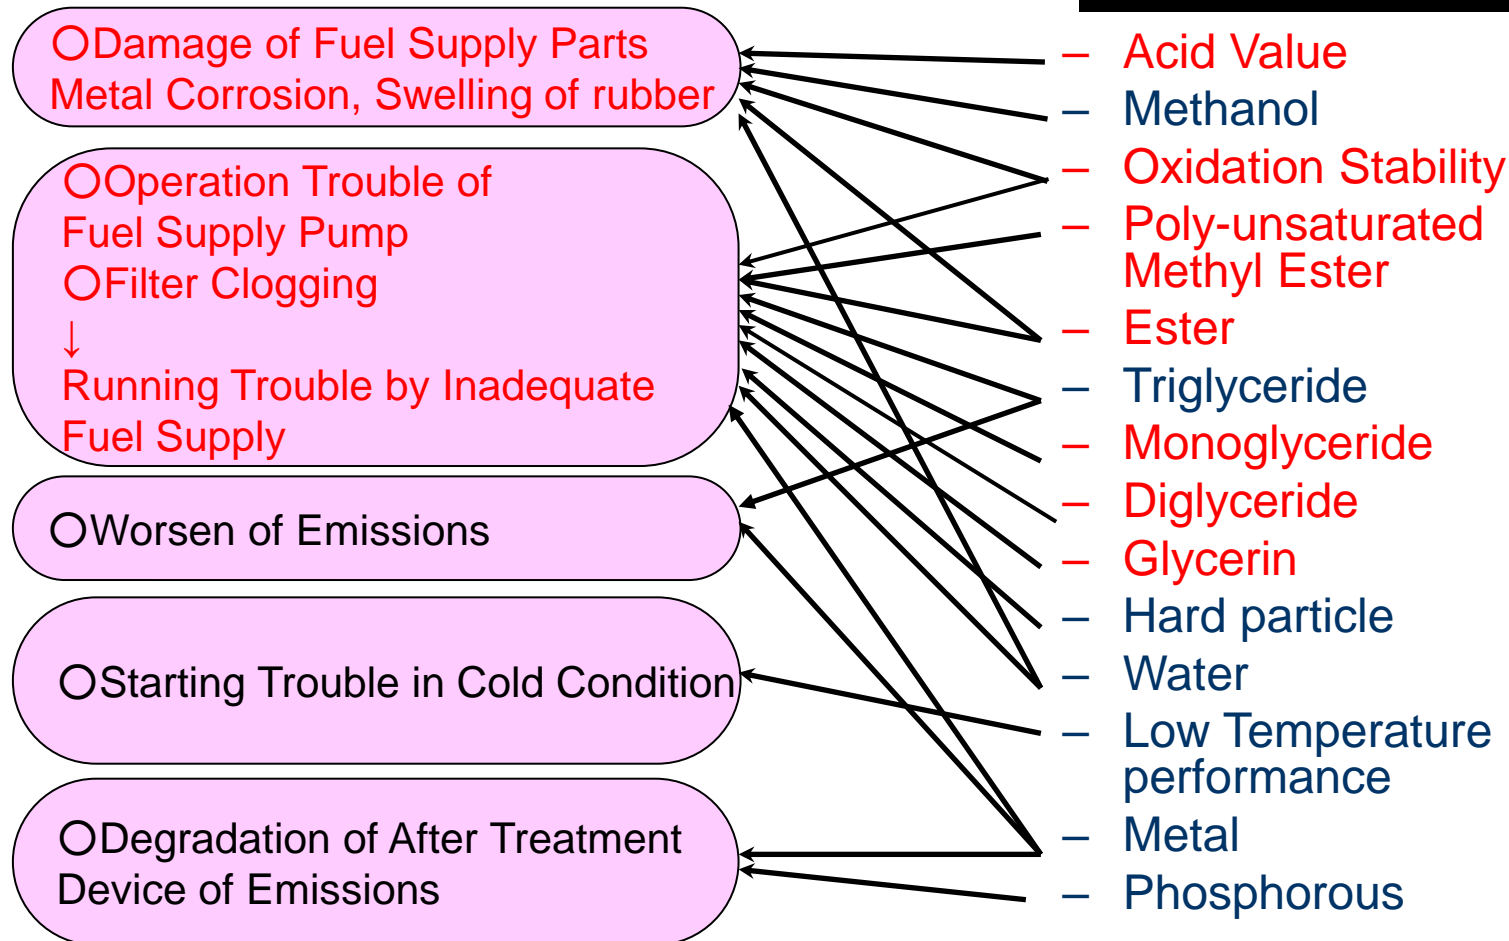 ○Damage of Fuel Supply Parts
Metal Corrosion, Swelling of rubber
○Operation Trouble of
Fuel Supply Pump
○Filter Clogging
↓
Running Trouble by Inadequate
Fuel Supply
○Worsen of Emissions
○Starting Trouble in Cold Condition
○Degradation of After Treatment
Device of Emissions
– Acid Value
– Methanol
– Oxidation Stability
– Poly-unsaturated
Methyl Ester
– Ester
– Triglyceride
– Monoglyceride
– Diglyceride
– Glycerin
– Hard particle
– Water
– Low Temperature
performance
– Metal
– Phosphorous